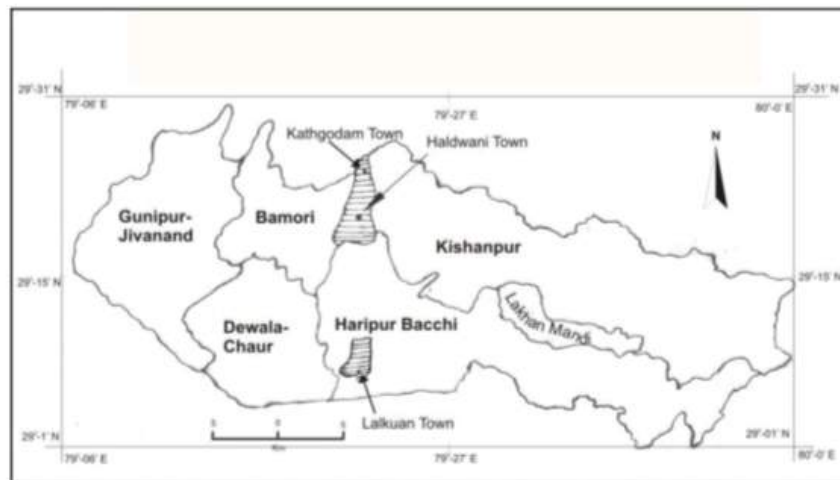 29°-31' N
29°-31' N
79°-06' E
79°-27' E
80°-0' E
Kathgodam Town
Haldwani Town
N
Gunipur-
Jivanand
Bamori
Kishanpur
29°-15' N
29°-15' N
Lakhan Mandi
Dewala-
Chaur
Haripur Bacchi
Lalkuan Town
29°-1' N
29°-01' N
79°-06' E
79°-27' E
80°-0' E